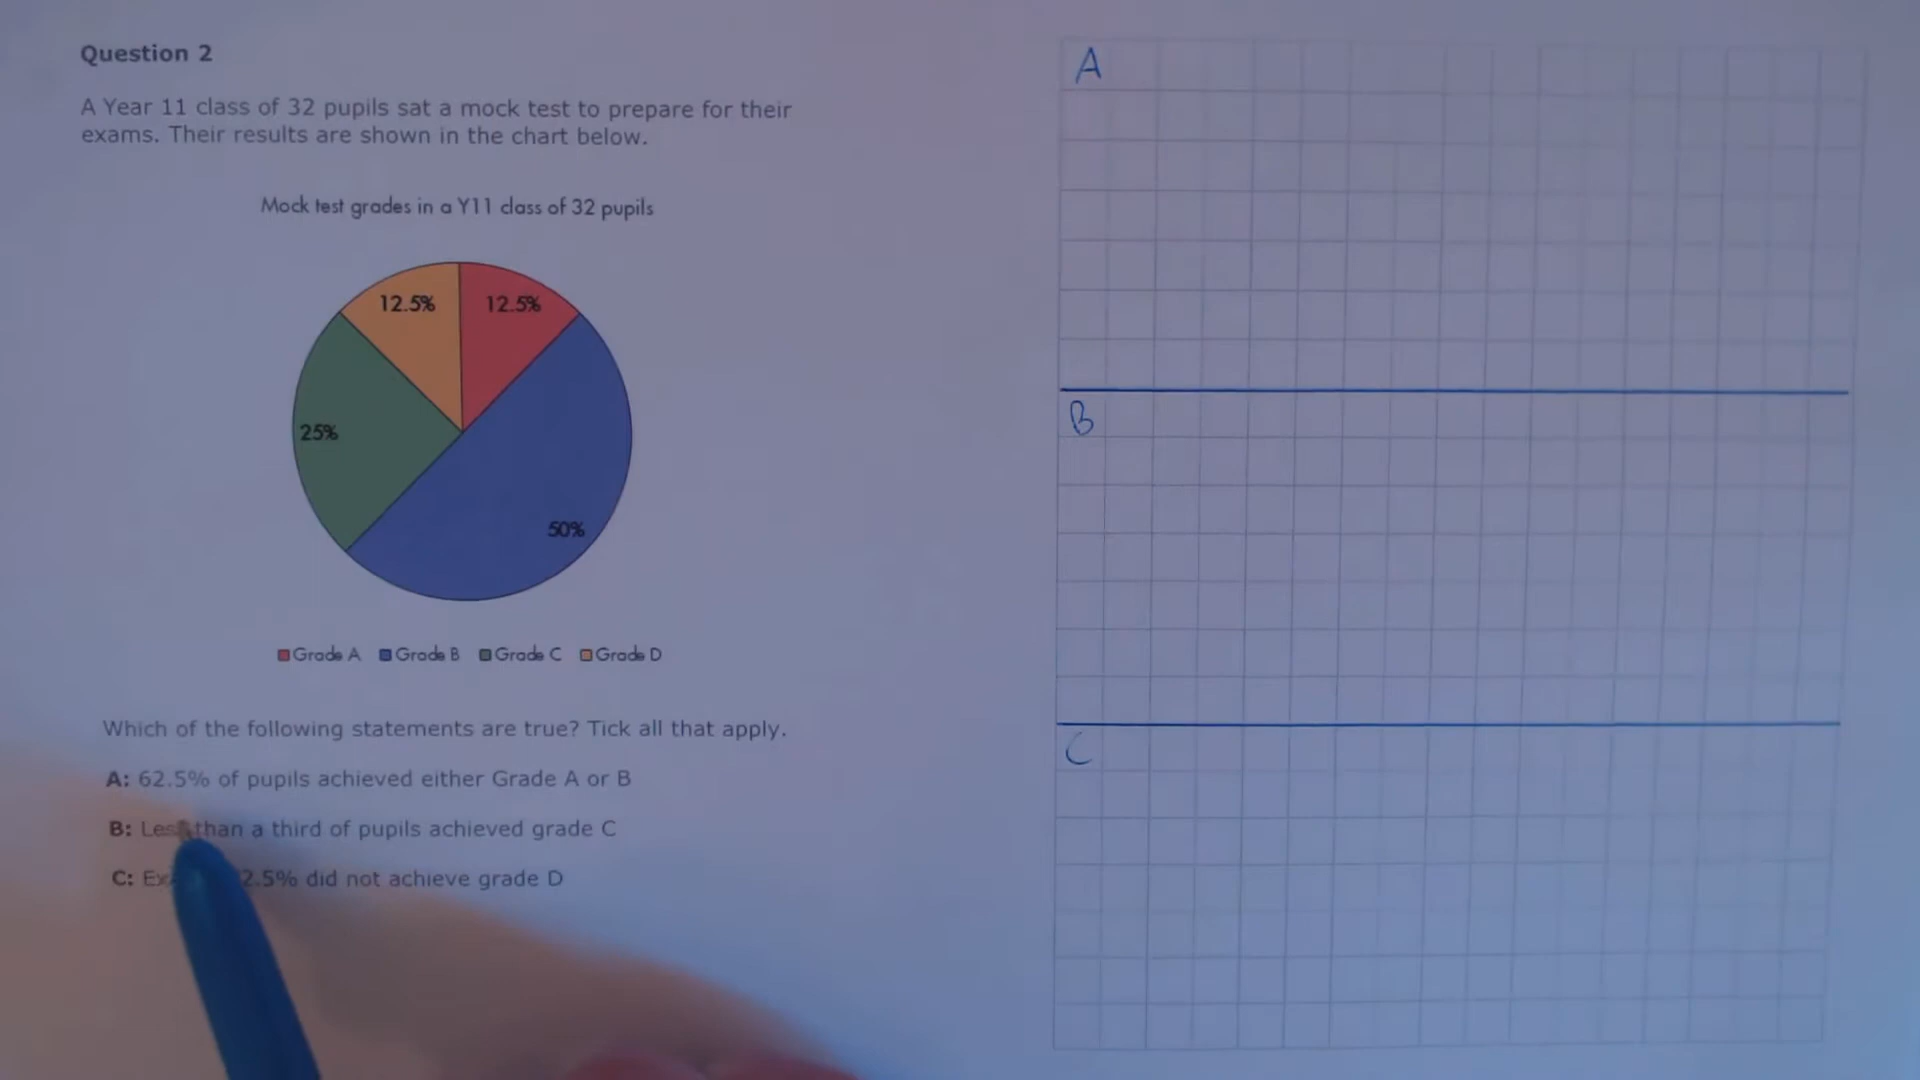 Question 2
A Year 11 class of 32 pupils sat a mock test to prepare for their
exams. Their results are shown in the chart below.
Mock test grades in a Y11 class of 32 pupils
12.5% 12.5%
25%
50%
Grade A Grade B Grade C Grade D
Which of the following statements are true? Tick all that apply.
A: 62.5% of pupils achieved either Grade A or B
B: Less than a third of pupils achieved grade C
C: 2.5% did not achieve grade D
A
B
C